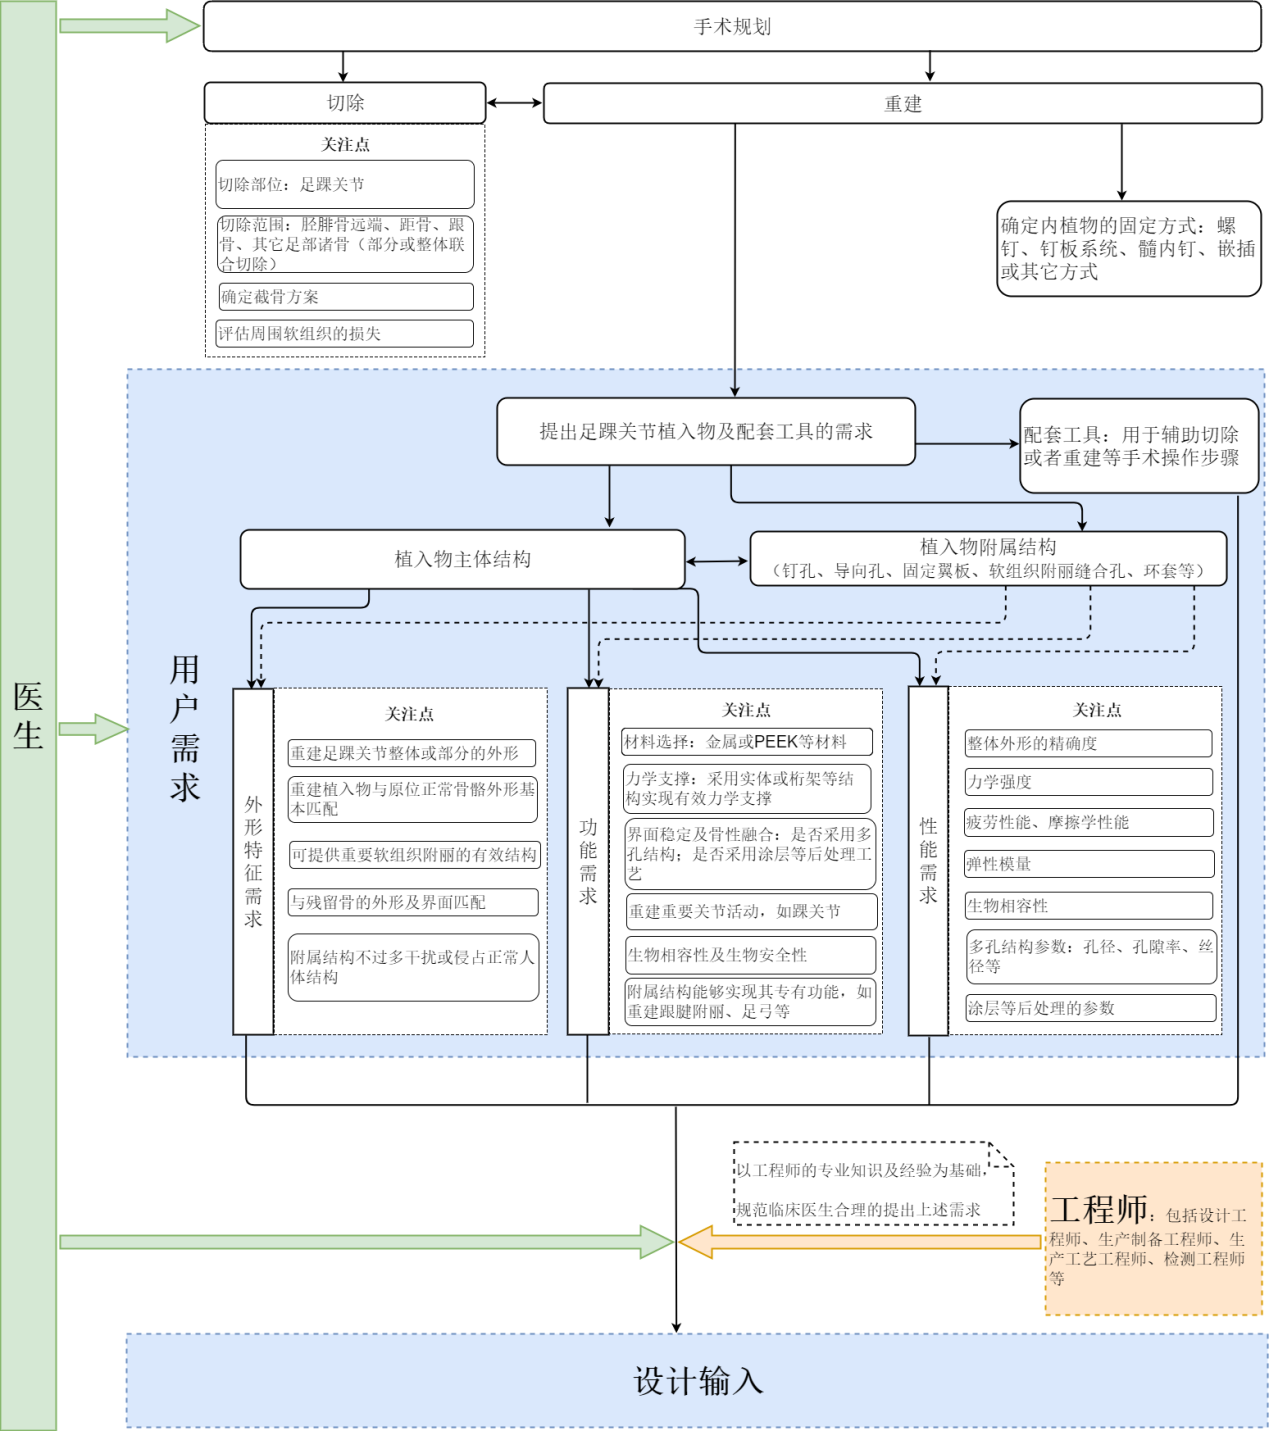 手术规划
切除
重建
关注点
切除部位：足踝关节
切除范围：胫腓骨远端、距骨、跟
骨、其它足部诸骨（部分或整体联
合切除）
确定截骨方案
评估周围软组织的损失
确定内植物的固定方式：螺
钉、钉板系统、髓内钉、嵌插
或其它方式
提出足踝关节植入物及配套工具的需求
配套工具：用于辅助切除
或者重建等手术操作步骤
植入物主体结构
植入物附属结构
（钉孔、导向孔、固定翼板、软组织附丽缝合孔、环套等）
医生
用户需求
外形特征需求
关注点
重建足踝关节整体或部分的外形
重建植入物与原位正常骨骼外形基
本匹配
可提供重要软组织附丽的有效结构
与残留骨的外形及界面匹配
附属结构不过多干扰或侵占正常人
体结构
功能需求
关注点
材料选择：金属或PEEK等材料
力学支撑：采用实体或桁架等结
构实现有效力学支撑
界面稳定及骨性融合：是否采用多
孔结构；是否采用涂层等后处理工
艺
重建重要关节活动，如踝关节
生物相容性及生物安全性
附属结构能够实现其专有功能，如
重建跟腱附丽、足弓等
性能需求
关注点
整体外形的精确度
力学强度
疲劳性能、摩擦学性能
弹性模量
生物相容性
多孔结构参数：孔径、孔隙率、丝
径等
涂层等后处理的参数
以工程师的专业知识及经验为基础，
规范临床医生合理的提出上述需求
工程师：包括设计工
程师、生产制备工程师、生
产工艺工程师、检测工程师
等
设计输入